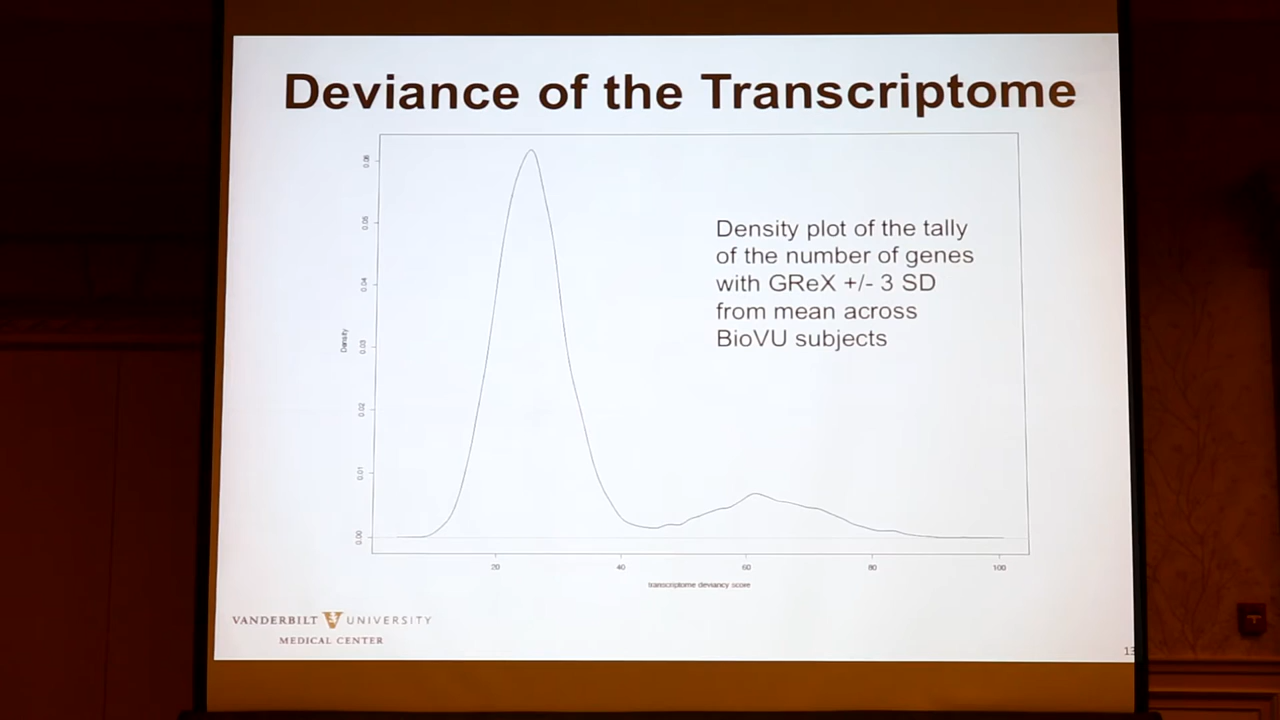 Deviance of the Transcriptome
Density plot of the tally
of the number of genes
with GReX +/- 3 SD
from mean across
BioVU subjects
Density
0.06
0.05
0.04
0.03
0.02
0.01
0.00
20 40 60 80 100
transcriptome deviancy score
VANDERBILT V UNIVERSITY
MEDICAL CENTER
13